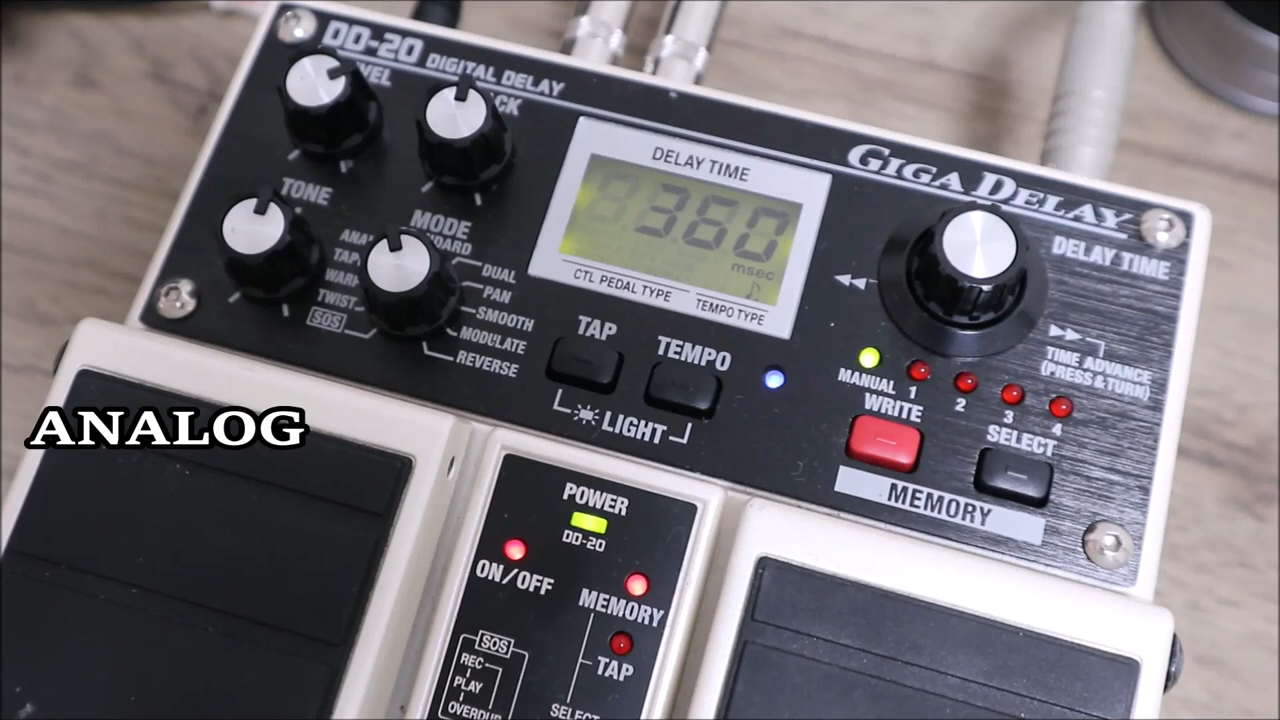 DD-20 DIGITAL DELAY
GIGA DELAY
DELAY TIME
360
msec
CTL PEDAL TYPE
TEMPO TYPE
TONE
MODE
DUAL
PAN
SMOOTH
MODULATE
REVERSE
TWIST
SOS
TAP
TEMPO
LIGHT
DELAY TIME
TIME ADVANCE
(PRESS & TURN)
MANUAL 1 2 3 4
WRITE
SELECT
MEMORY
ANALOG
POWER
DD-20
ON/OFF
MEMORY
TAP
SELECT
SOS
REC
PLAY
OVERDUB